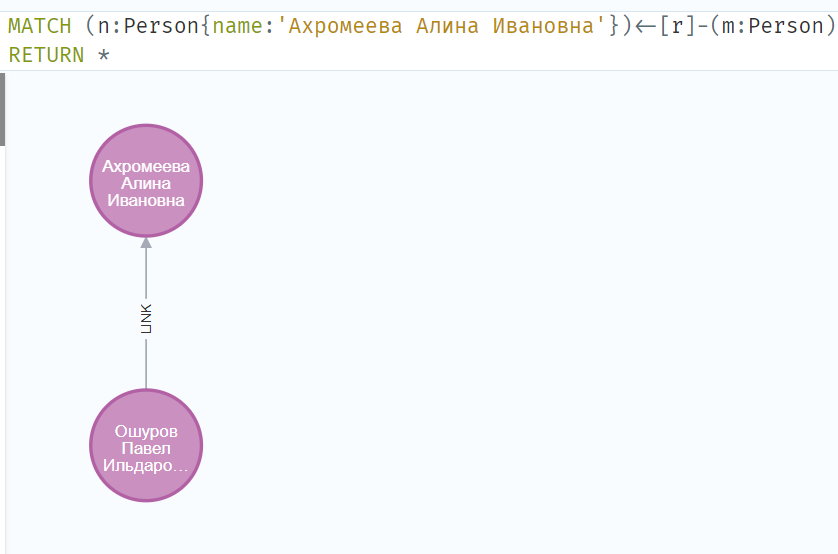 MATCH (n:Person{name:'Ахромеева Алина Ивановна'})<-[r]-(m:Person)
RETURN *
Ахромеева
Алина
Ивановна
LINK
Ошуров
Павел
Ильдаро...